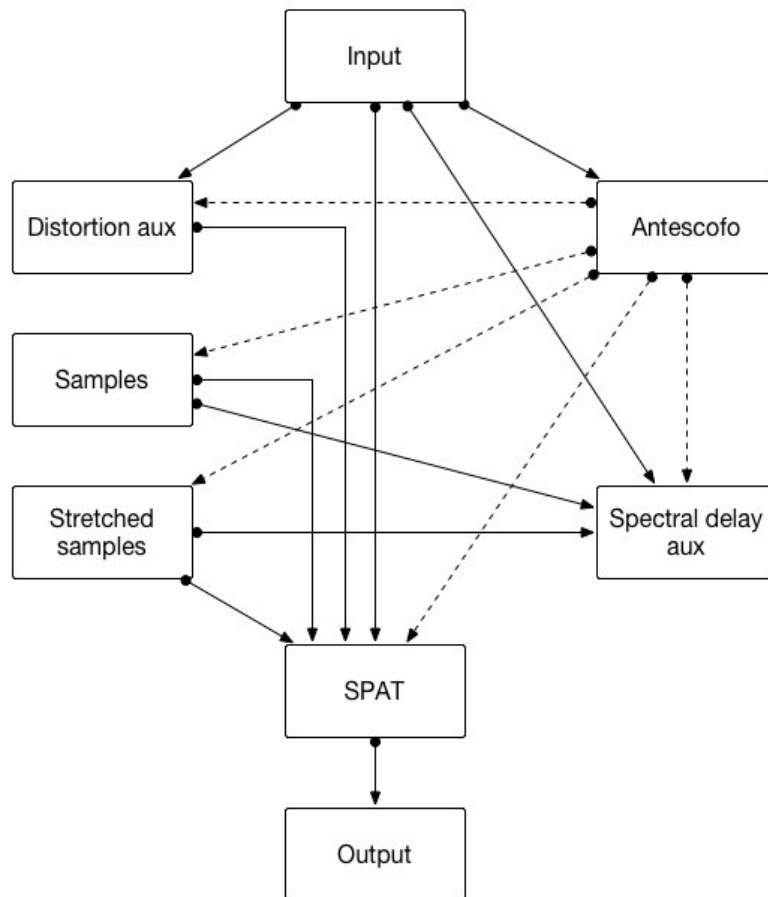 Input
Distortion aux
Antescofo
Samples
Stretched
samples
Spectral delay
aux
SPAT
Output